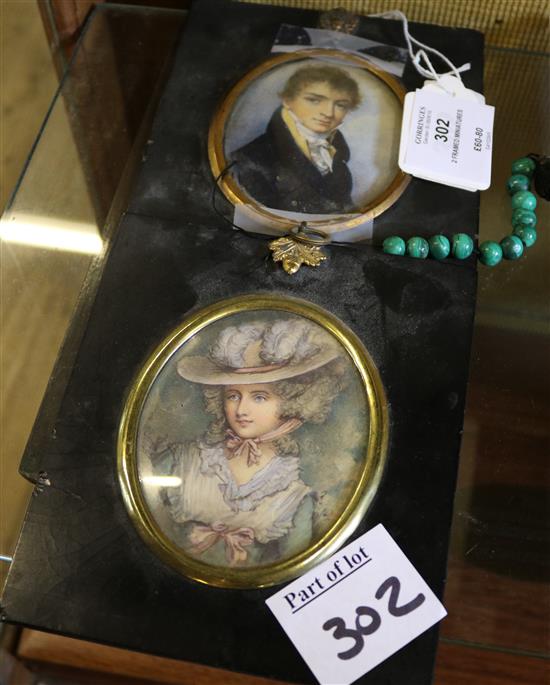 GORRINGES
302
2 FRAMED MINIATURES
£60-80
Part of lot
302